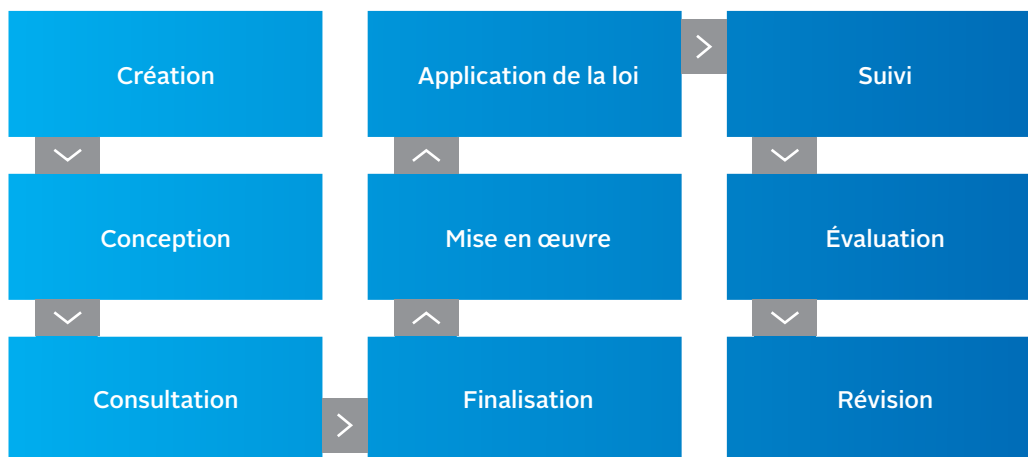 Création
Conception
Consultation
Finalisation
Mise en œuvre
Application de la loi
Suivi
Évaluation
Révision